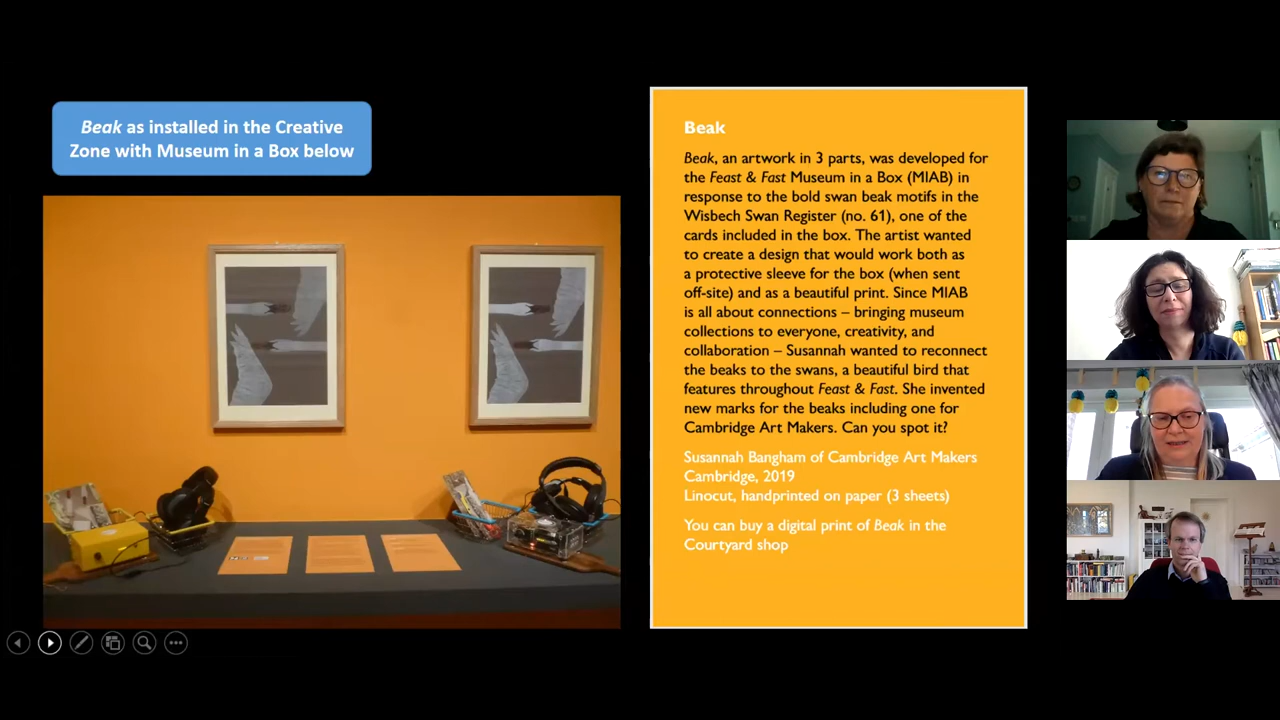 Beak as installed in the Creative
Zone with Museum in a Box below
Beak
Beak, an artwork in 3 parts, was developed for
the Feast & Fast Museum in a Box (MIAB) in
response to the bold swan beak motifs in the
Wisbech Swan Register (no. 61), one of the
cards included in the box. The artist wanted
to create a design that would work both as
a protective sleeve for the box (when sent
off-site) and as a beautiful print. Since MIAB
is all about connections – bringing museum
collections to everyone, creativity, and
collaboration – Susannah wanted to reconnect
the beaks to the swans, a beautiful bird that
features throughout Feast & Fast. She invented
new marks for the beaks including one for
Cambridge Art Makers. Can you spot it?
Susannah Bangham of Cambridge Art Makers
Cambridge, 2019
Linocut, handprinted on paper (3 sheets)
You can buy a digital print of Beak in the
Courtyard shop